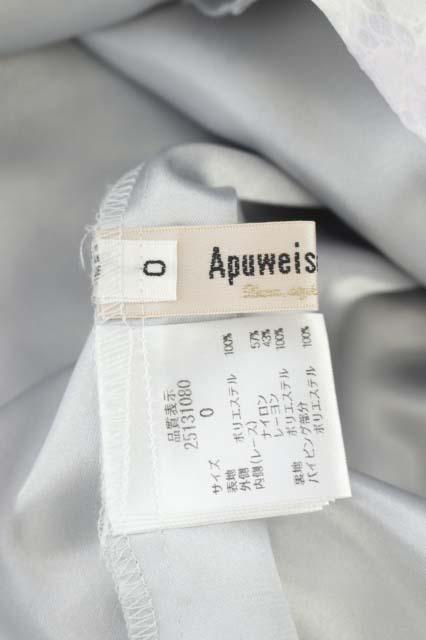 0
Apuweis
品質表示
25131080
サイズ 0
表地
外側 ポリエステル 100%
内側(レース) ナイロン 57%
レーヨン 43%
裏地 ポリエステル 100%
パイピング部分
ポリエステル 100%